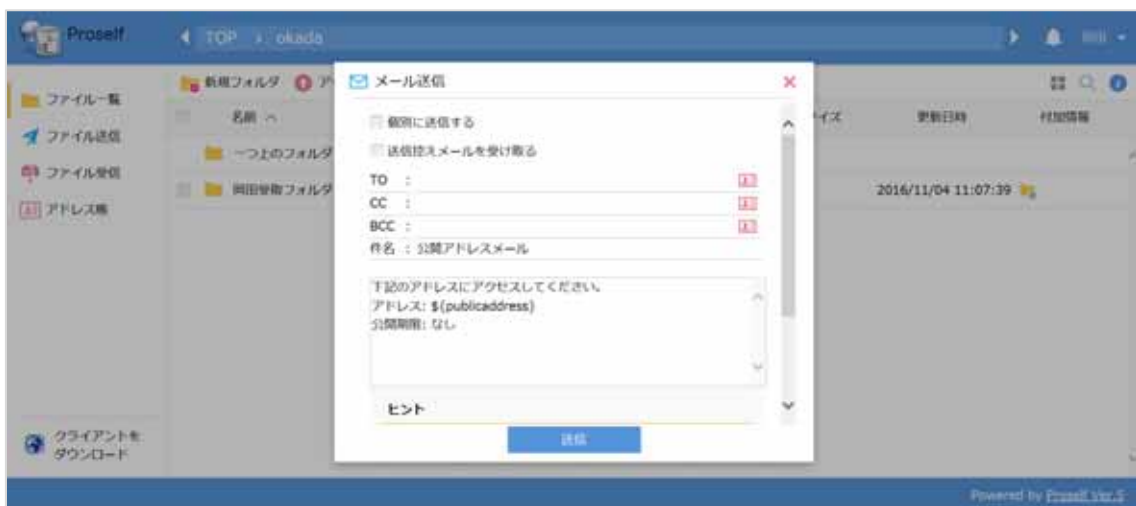 Proself
TOP › okada
ファイル一覧
ファイル送信
ファイル受信
アドレス帳
クライアントを
ダウンロード
新規フォルダ
名前
更新日時
付加情報
一つ上のフォルダ
岡田受取フォルダ
2016/11/04 11:07:39
メール送信
個別に送信する
送信控えメールを受け取る
TO :
CC :
BCC :
件名 : 公開アドレスメール
下記のアドレスにアクセスしてください。
アドレス: ${publicaddress}
公開期限: なし
ヒント
送信
Powered by Proself Ver.5